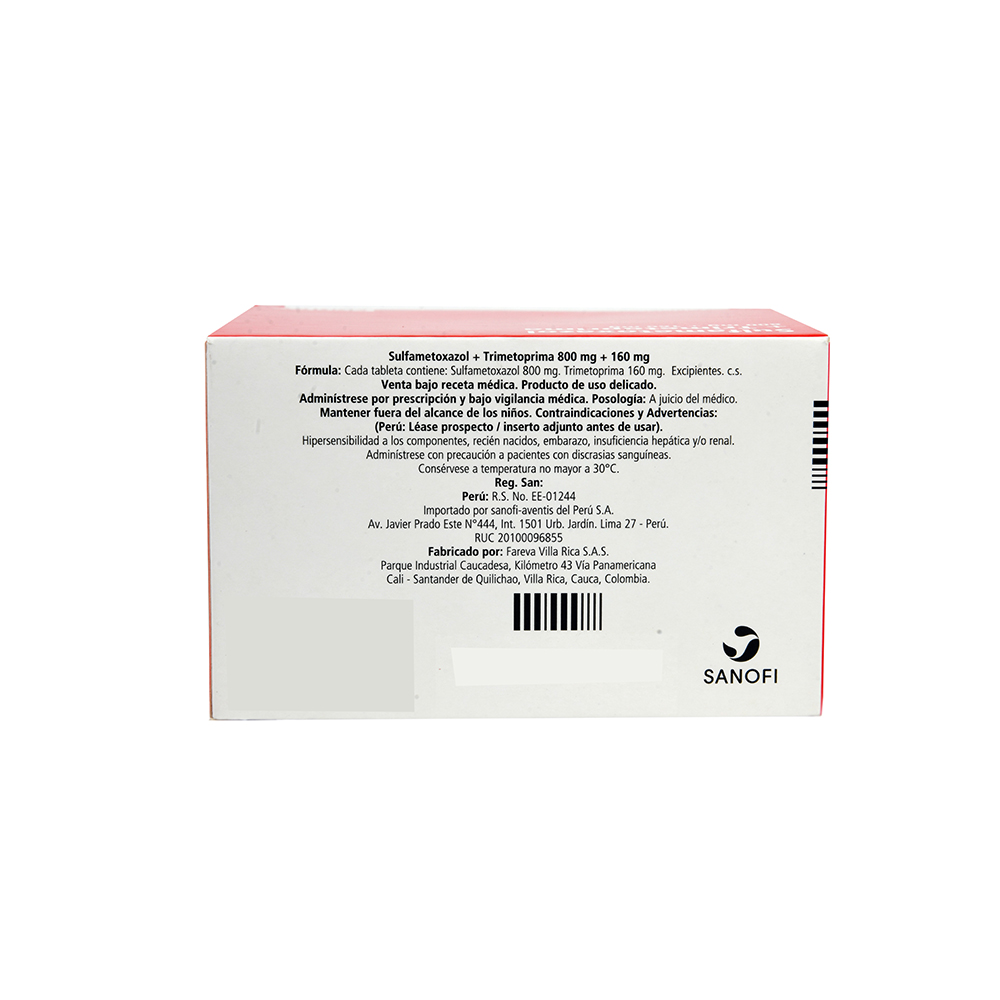 Sulfametoxazol + Trimetoprima 800 mg + 160 mg
Fórmula: Cada tableta contiene: Sulfametoxazol 800 mg. Trimetoprima 160 mg. Excipientes. c.s.
Venta bajo receta médica. Producto de uso delicado.
Adminístrese por prescripción y bajo vigilancia médica. Posología: A juicio del médico.
Mantener fuera del alcance de los niños. Contraindicaciones y Advertencias:
(Perú: Léase prospecto / inserto adjunto antes de usar).
Hipersensibilidad a los componentes, recién nacidos, embarazo, insuficiencia hepática y/o renal.
Adminístrese con precaución a pacientes con discrasias sanguíneas.
Consérvese a temperatura no mayor a 30°C.
Reg. San:
Perú: R.S. No. EE-01244
Importado por sanofi-aventis del Perú S.A.
Av. Javier Prado Este N°444, Int. 1501 Urb. Jardín. Lima 27 - Perú.
RUC 20100096855
Fabricado por: Fareva Villa Rica S.A.S.
Parque Industrial Caucadesa, Kilómetro 43 Vía Panamericana
Cali - Santander de Quilichao, Villa Rica, Cauca, Colombia.
SANOFI